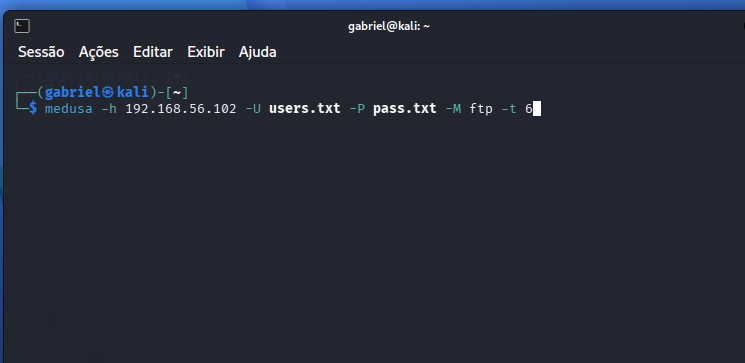 gabriel@kali: ~
Sessão Ações Editar Exibir Ajuda
┌──(gabriel㉿kali)-[~]
└─$ medusa -h 192.168.56.102 -U users.txt -P pass.txt -M ftp -t 6